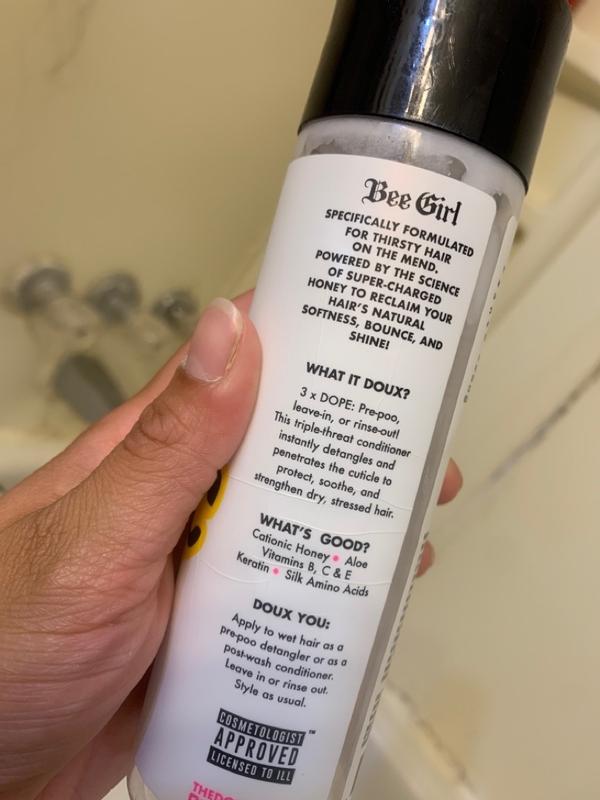 Bee Girl
SPECIFICALLY FORMULATED
FOR THIRSTY HAIR
ON THE MEND.
POWERED BY THE SCIENCE
OF SUPER-CHARGED
HONEY TO RECLAIM YOUR
HAIR'S NATURAL
SOFTNESS, BOUNCE, AND
SHINE!
WHAT IT DOUX?
3 x DOPE: Pre-poo,
leave-in, or rinse-out!
This triple-threat conditioner
instantly detangles and
penetrates the cuticle to
protect, soothe, and
strengthen dry, stressed hair.
WHAT'S GOOD?
Cationic Honey • Aloe
Vitamins B, C & E
Keratin • Silk Amino Acids
DOUX YOU:
Apply to wet hair as a
pre-poo detangler or as a
post-wash conditioner.
Leave in or rinse out.
Style as usual.
COSMETOLOGIST™
APPROVED
LICENSED TO ILL